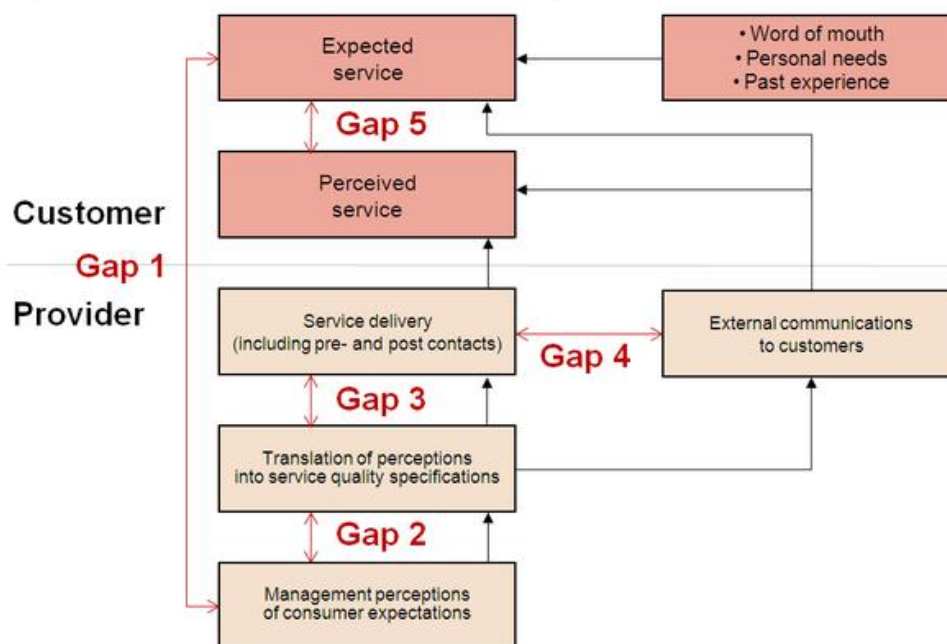 Expected
service
• Word of mouth
• Personal needs
• Past experience
Gap 5
Perceived
service
Customer
Gap 1
Provider
Service delivery
(including pre- and post contacts)
Gap 4
External communications
to customers
Gap 3
Translation of perceptions
into service quality specifications
Gap 2
Management perceptions
of consumer expectations